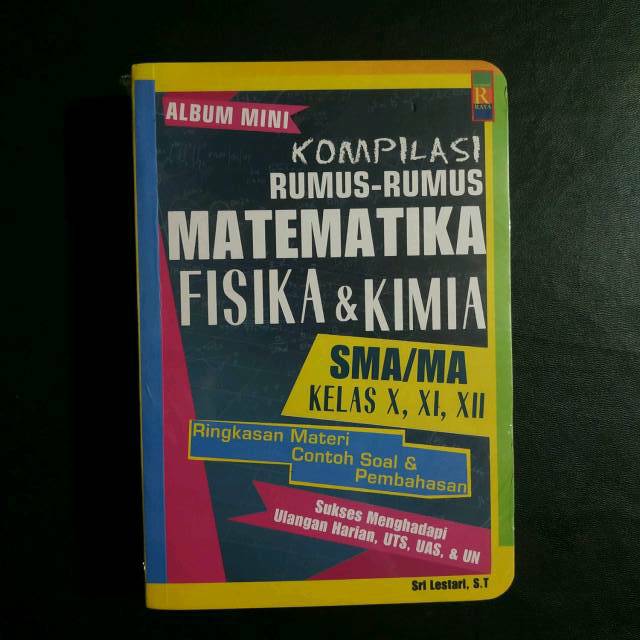 ALBUM MINI
R
RAYA
KOMPILASI
RUMUS-RUMUS
MATEMATIKA
FISIKA & KIMIA
SMA/MA
KELAS X, XI, XII
Ringkasan Materi
Contoh Soal &
Pembahasan
Sukses Menghadapi
Ulangan Harian, UTS, UAS, & UN
Sri Lestari, S.T